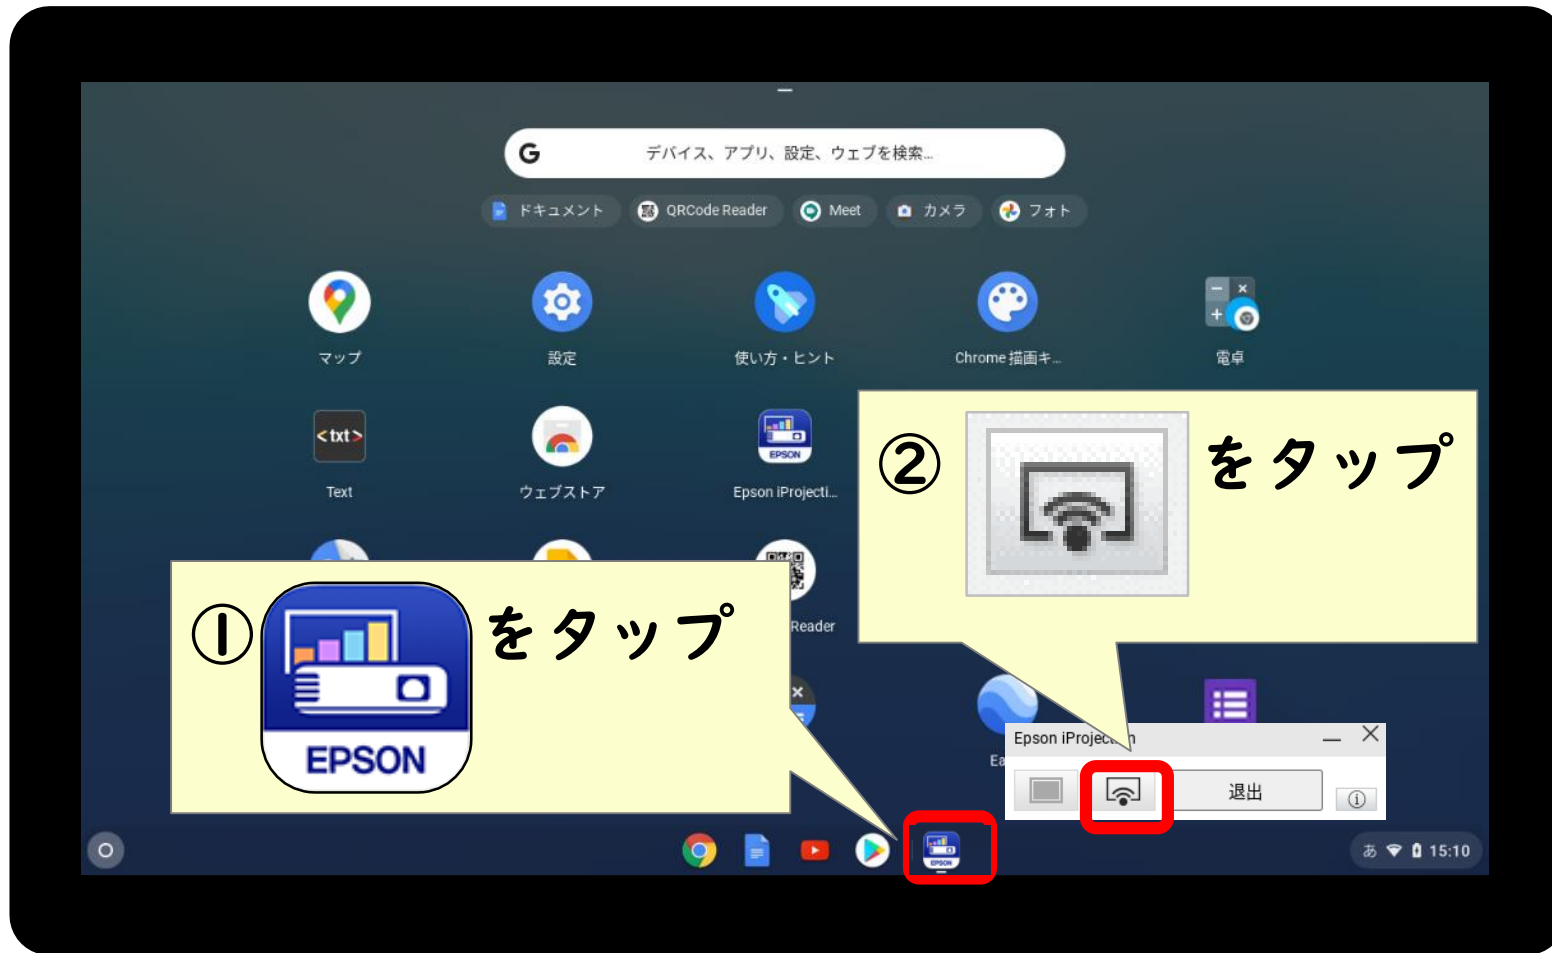 G デバイス、アプリ、設定、ウェブを検索...
ドキュメント QRCode Reader Meet カメラ フォト
マップ 設定 使い方・ヒント Chrome 描画キ... 電卓
<txt> EPSON
Text ウェブストア Epson iProjecti...
② をタップ
① EPSON をタップ
Reader
Epson iProjection
退出
EPSON
あ 15:10